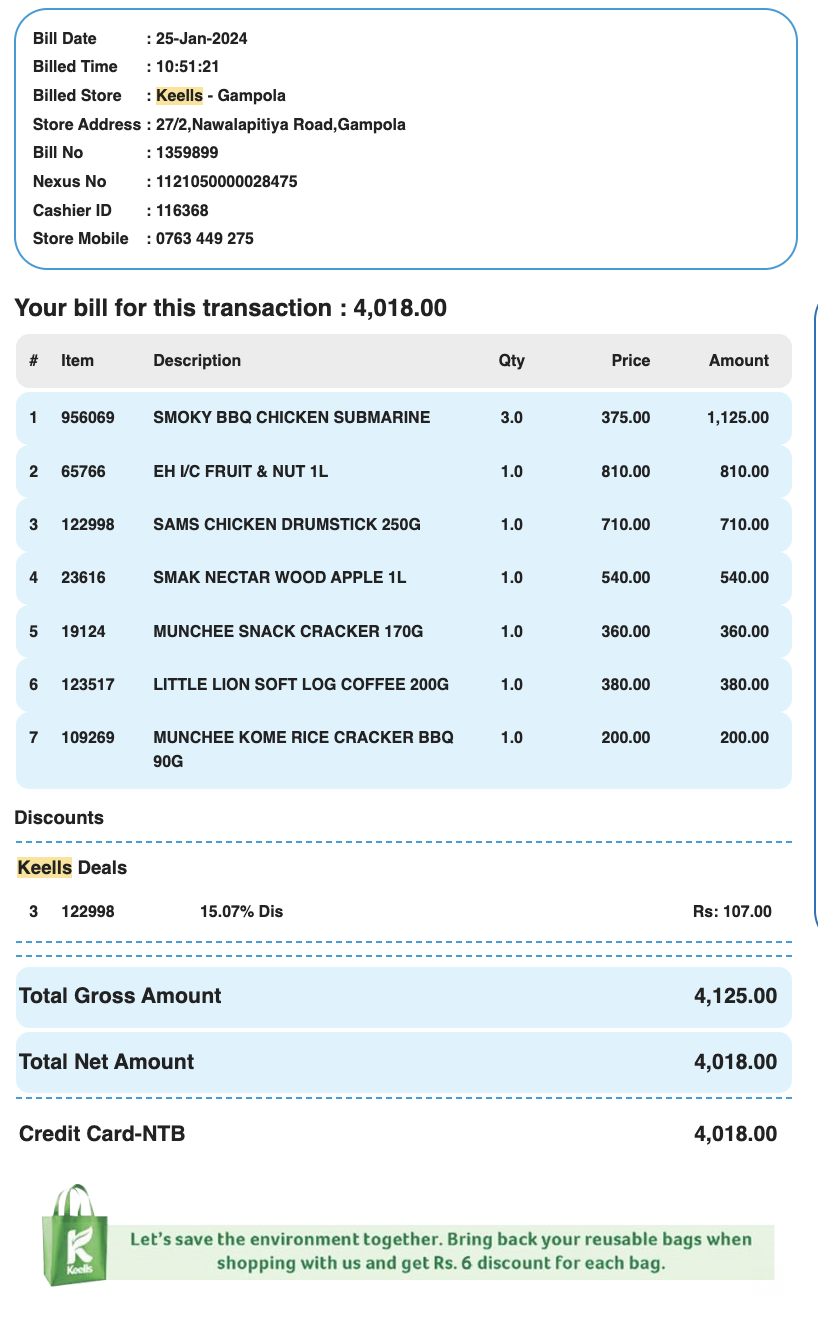 Bill Date : 25-Jan-2024
Billed Time : 10:51:21
Billed Store : Keells - Gampola
Store Address : 27/2,Nawalapitiya Road,Gampola
Bill No : 1359899
Nexus No : 1121050000028475
Cashier ID : 116368
Store Mobile : 0763 449 275
Your bill for this transaction : 4,018.00
# Item Description Qty Price Amount
1 956069 SMOKY BBQ CHICKEN SUBMARINE 3.0 375.00 1,125.00
2 65766 EH I/C FRUIT & NUT 1L 1.0 810.00 810.00
3 122998 SAMS CHICKEN DRUMSTICK 250G 1.0 710.00 710.00
4 23616 SMAK NECTAR WOOD APPLE 1L 1.0 540.00 540.00
5 19124 MUNCHEE SNACK CRACKER 170G 1.0 360.00 360.00
6 123517 LITTLE LION SOFT LOG COFFEE 200G 1.0 380.00 380.00
7 109269 MUNCHEE KOME RICE CRACKER BBQ 1.0 200.00 200.00
90G
Discounts
Keells Deals
3 122998 15.07% Dis Rs: 107.00
Total Gross Amount 4,125.00
Total Net Amount 4,018.00
Credit Card-NTB 4,018.00
Let's save the environment together. Bring back your reusable bags when
shopping with us and get Rs. 6 discount for each bag.
Keells